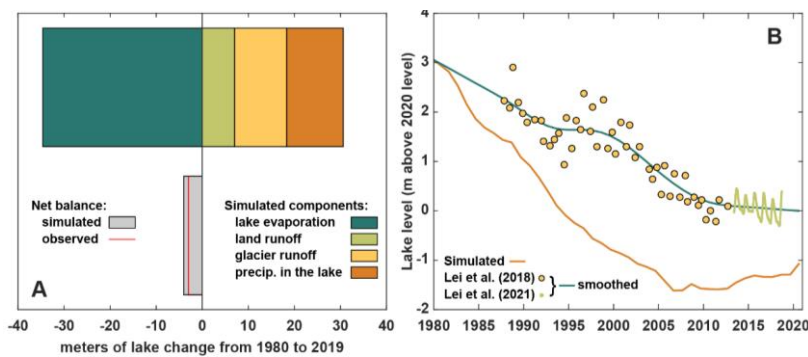 Net balance:
simulated
observed
Simulated components:
lake evaporation
land runoff
glacier runoff
precip. in the lake
A
-40 -30 -20 -10 0 10 20 30 40
meters of lake change from 1980 to 2019
B
Lake level (m above 2020 level)
4
3
2
1
0
-1
-2
Simulated
Lei et al. (2018)
Lei et al. (2021)
smoothed
1980 1985 1990 1995 2000 2005 2010 2015 2020